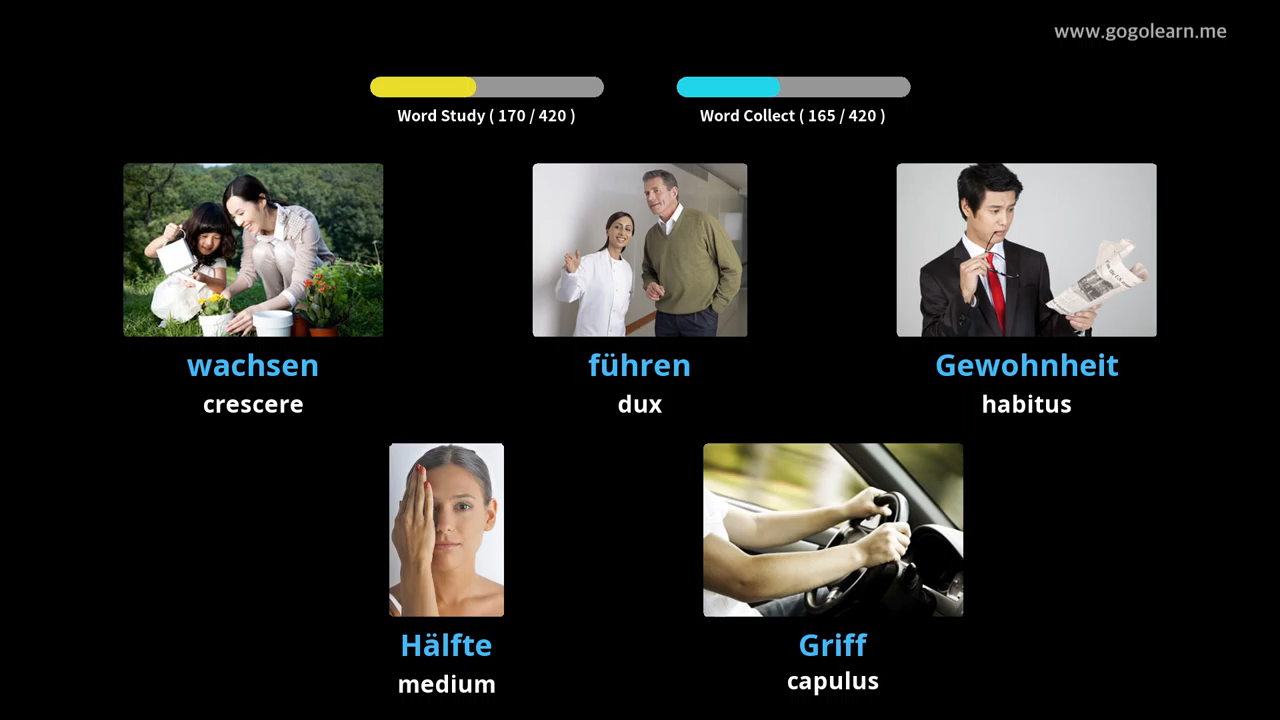 www.gogolearn.me
Word Study ( 170 / 420 )
Word Collect ( 165 / 420 )
wachsen
crescere
führen
dux
Gewohnheit
habitus
Hälfte
medium
Griff
capulus